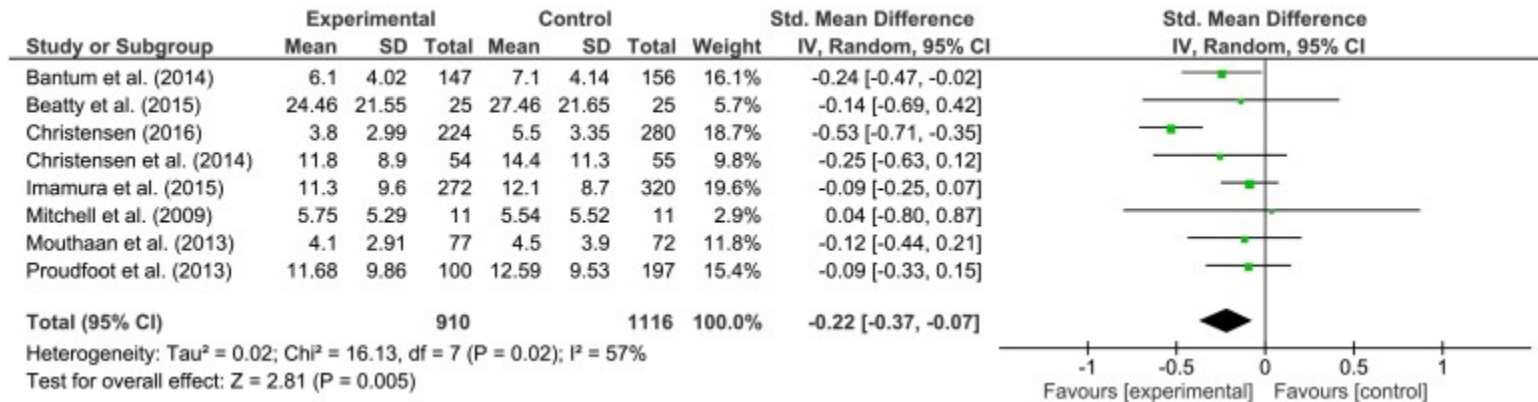 Experimental Control Std. Mean Difference Std. Mean Difference
Study or Subgroup Mean SD Total Mean SD Total Weight IV, Random, 95% CI IV, Random, 95% CI
Bantum et al. (2014) 6.1 4.02 147 7.1 4.14 156 16.1% -0.24 [-0.47, -0.02]
Beatty et al. (2015) 24.46 21.55 25 27.46 21.65 25 5.7% -0.14 [-0.69, 0.42]
Christensen (2016) 3.8 2.99 224 5.5 3.35 280 18.7% -0.53 [-0.71, -0.35]
Christensen et al. (2014) 11.8 8.9 54 14.4 11.3 55 9.8% -0.25 [-0.63, 0.12]
Imamura et al. (2015) 11.3 9.6 272 12.1 8.7 320 19.6% -0.09 [-0.25, 0.07]
Mitchell et al. (2009) 5.75 5.29 11 5.54 5.52 11 2.9% 0.04 [-0.80, 0.87]
Mouthaan et al. (2013) 4.1 2.91 77 4.5 3.9 72 11.8% -0.12 [-0.44, 0.21]
Proudfoot et al. (2013) 11.68 9.86 100 12.59 9.53 197 15.4% -0.09 [-0.33, 0.15]
Total (95% CI) 910 1116 100.0% -0.22 [-0.37, -0.07]
Heterogeneity: Tau² = 0.02; Chi² = 16.13, df = 7 (P = 0.02); I² = 57%
Test for overall effect: Z = 2.81 (P = 0.005)
-1 -0.5 0 0.5 1
Favours [experimental] Favours [control]